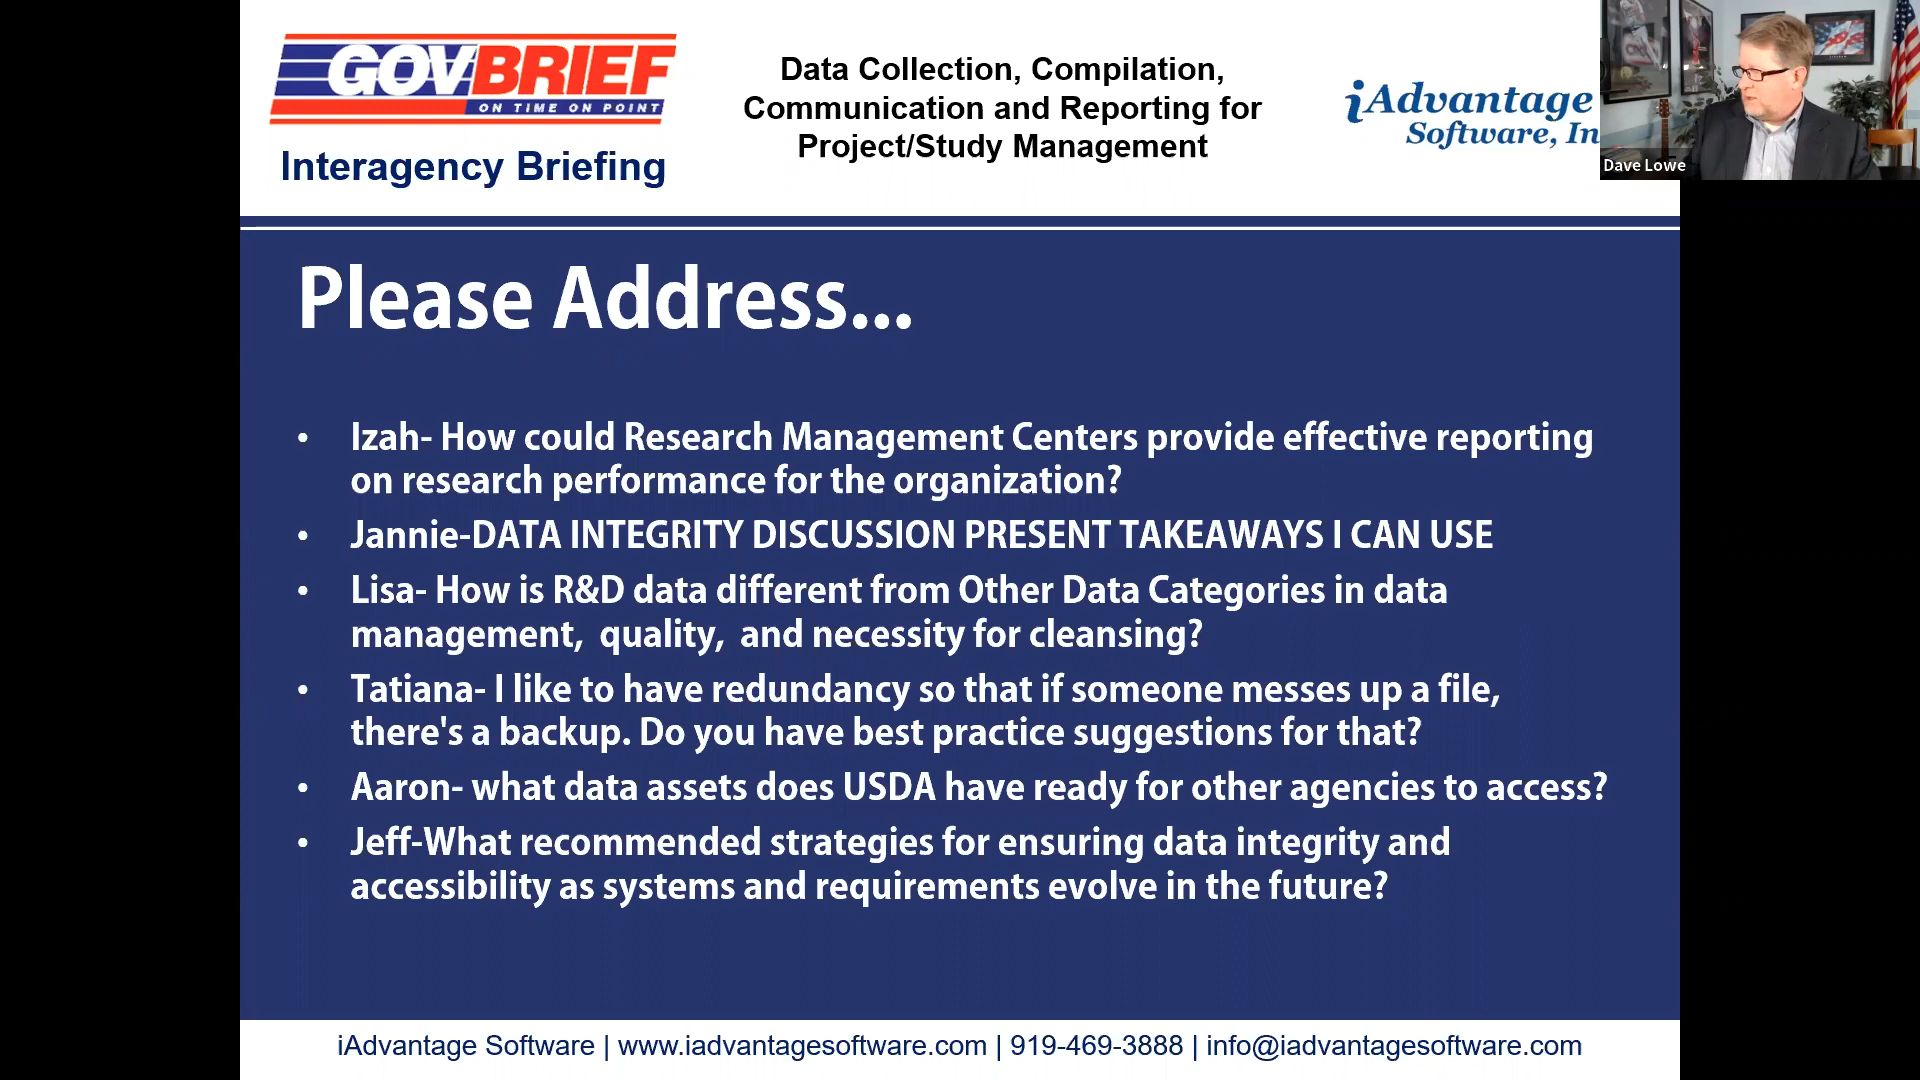 GOVBRIEF
ON TIME ON POINT
Interagency Briefing
Data Collection, Compilation,
Communication and Reporting for
Project/Study Management
iAdvantage
Software, In
Dave Lowe
Please Address...
• Izah- How could Research Management Centers provide effective reporting
on research performance for the organization?
• Jannie-DATA INTEGRITY DISCUSSION PRESENT TAKEAWAYS I CAN USE
• Lisa- How is R&D data different from Other Data Categories in data
management,  quality,  and necessity for cleansing?
• Tatiana- I like to have redundancy so that if someone messes up a file,
there's a backup. Do you have best practice suggestions for that?
• Aaron- what data assets does USDA have ready for other agencies to access?
• Jeff-What recommended strategies for ensuring data integrity and
accessibility as systems and requirements evolve in the future?
iAdvantage Software | www.iadvantagesoftware.com | 919-469-3888 | info@iadvantagesoftware.com